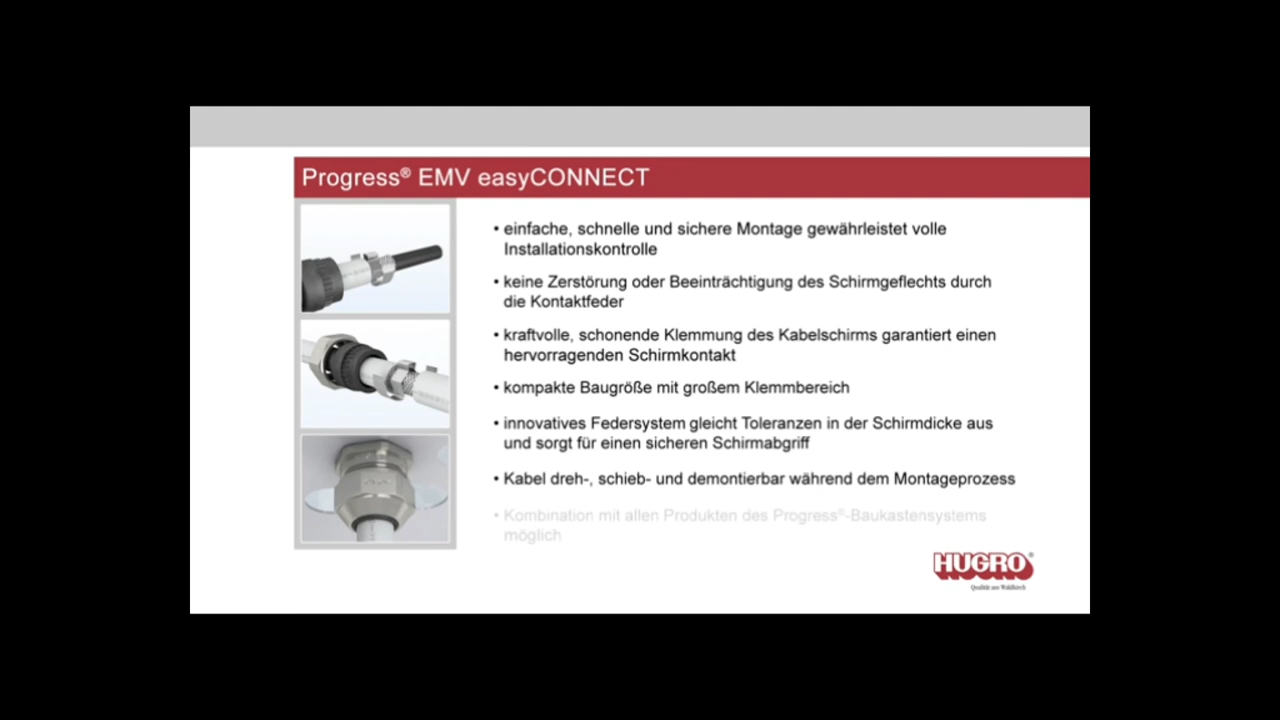 Progress® EMV easyCONNECT
• einfache, schnelle und sichere Montage gewährleistet volle
Installationskontrolle
• keine Zerstörung oder Beeinträchtigung des Schirmgeflechts durch
die Kontaktfeder
• kraftvolle, schonende Klemmung des Kabelschirms garantiert einen
hervorragenden Schirmkontakt
• kompakte Baugröße mit großem Klemmbereich
• innovatives Federsystem gleicht Toleranzen in der Schirmdicke aus
und sorgt für einen sicheren Schirmabgriff
• Kabel dreh-, schieb- und demontierbar während dem Montageprozess
• Kombination mit allen Produkten des Progress®-Baukastensystems
möglich
HUGRO®
Qualität aus Waldkirch